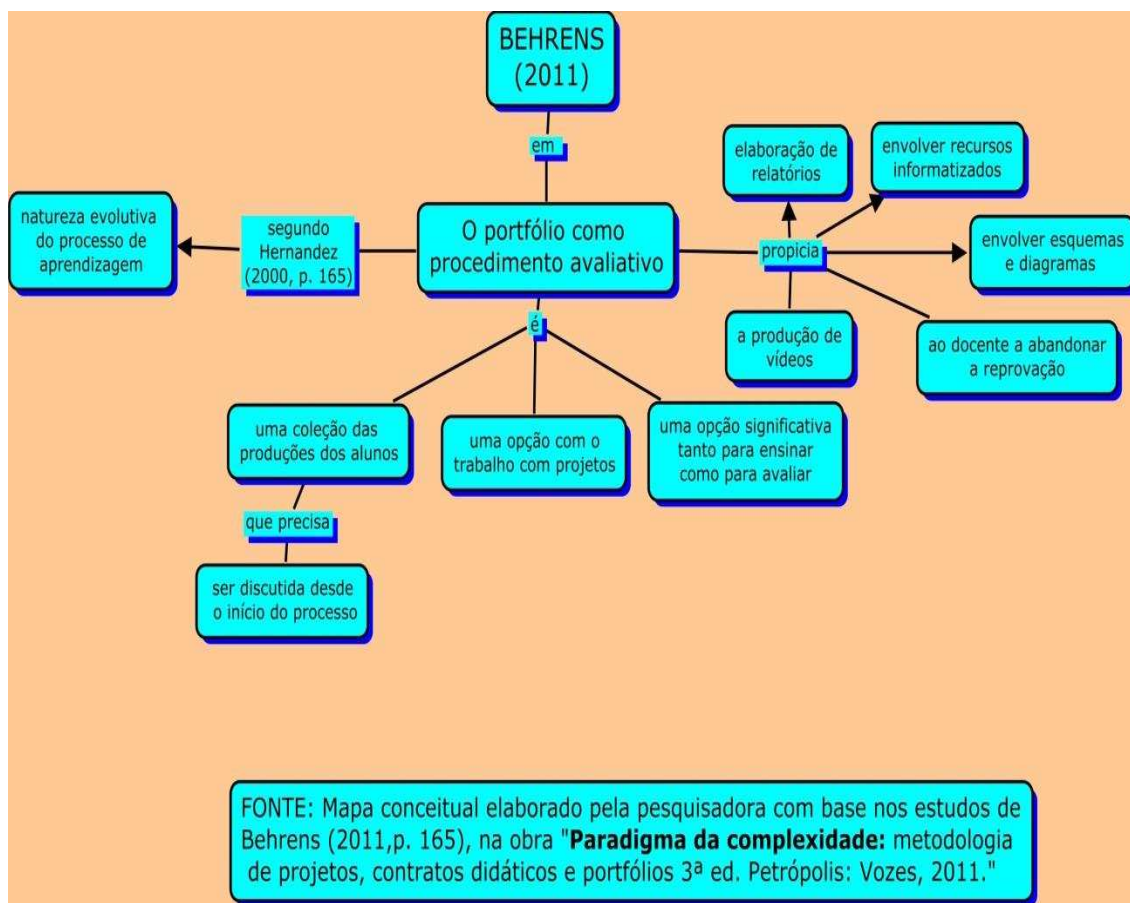 BEHRENS
(2011)
em
elaboração de
relatórios
envolver recursos
informatizados
natureza evolutiva
do processo de
aprendizagem
segundo
Hernandez
(2000, p. 165)
O portfólio como
procedimento avaliativo
propicia
envolver esquemas
e diagramas
é
a produção de
vídeos
ao docente a abandonar
a reprovação
uma coleção das
produções dos alunos
uma opção com o
trabalho com projetos
uma opção significativa
tanto para ensinar
como para avaliar
que precisa
ser discutida desde
o início do processo
FONTE: Mapa conceitual elaborado pela pesquisadora com base nos estudos de
Behrens (2011,p. 165), na obra "Paradigma da complexidade: metodologia
de projetos, contratos didáticos e portfólios 3ª ed. Petrópolis: Vozes, 2011."